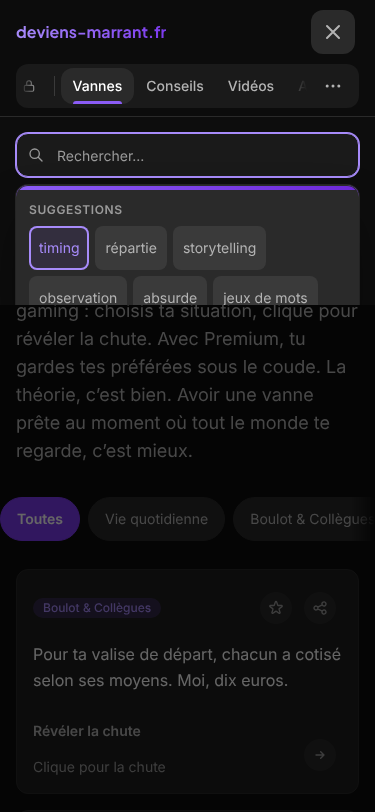 deviens-marrant.fr
Vannes Conseils Vidéos A
Rechercher...
SUGGESTIONS
timing répartie storytelling
observation absurde jeux de mots
gaming : choisis ta situation, clique pour
révéler la chute. Avec Premium, tu
gardes tes préférées sous le coude. La
théorie, c'est bien. Avoir une vanne
prête au moment où tout le monde te
regarde, c'est mieux.
Toutes Vie quotidienne Boulot & Collègues
Boulot & Collègues
Pour ta valise de départ, chacun a cotisé
selon ses moyens. Moi, dix euros.
Révéler la chute
Clique pour la chute